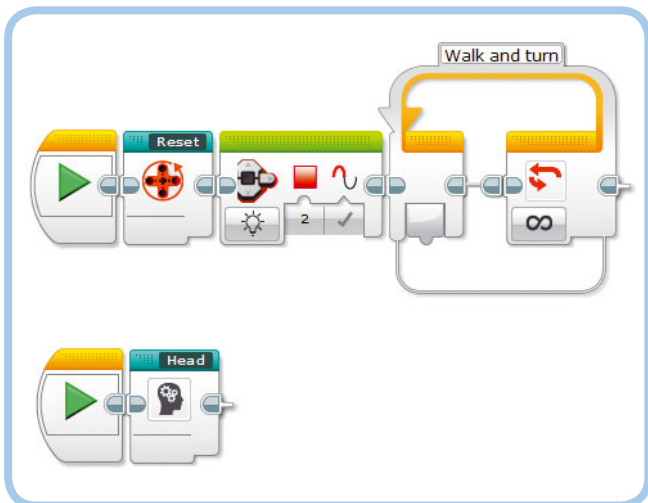 Walk and turn
Reset
2
∞
Head